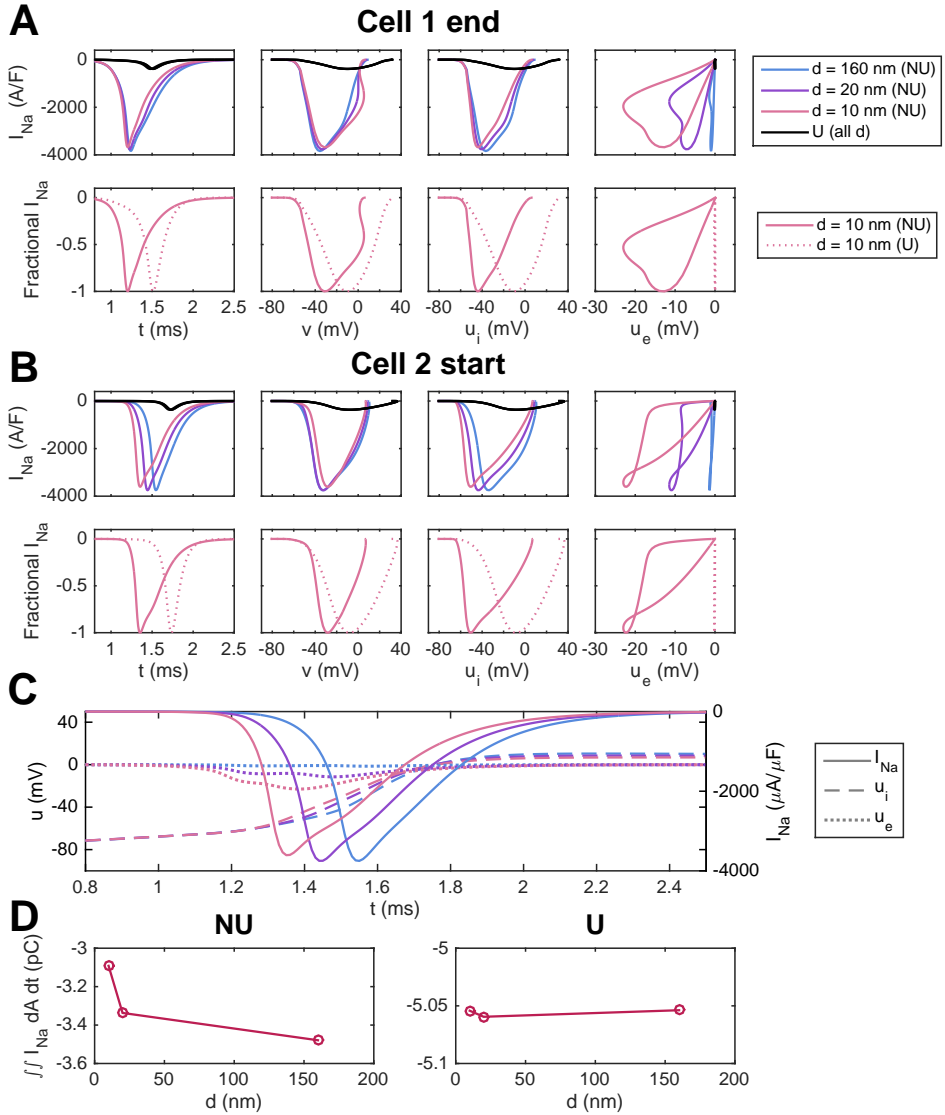 A
Cell 1 end
I_Na (A/F)
0
-2000
-4000
d = 160 nm (NU)
d = 20 nm (NU)
d = 10 nm (NU)
U (all d)
Fractional I_Na
0
-0.5
-1
1 1.5 2 2.5
-80 -40 0 40
-80 -40 0 40
-30 -20 -10 0
t (ms)
v (mV)
u_i (mV)
u_e (mV)
d = 10 nm (NU)
d = 10 nm (U)
B
Cell 2 start
I_Na (A/F)
0
-2000
-4000
Fractional I_Na
0
-0.5
-1
1 1.5 2 2.5
-80 -40 0 40
-80 -40 0 40
-30 -20 -10 0
t (ms)
v (mV)
u_i (mV)
u_e (mV)
C
u (mV)
40
0
-40
-80
0.8 1 1.2 1.4 1.6 1.8 2 2.2 2.4
t (ms)
0
-2000
-4000
I_Na (μA/μF)
I_Na
u_i
u_e
D
NU
∫∫ I_Na dA dt (pC)
-3
-3.2
-3.4
-3.6
0 50 100 150 200
d (nm)
U
-5
-5.05
-5.1
0 50 100 150 200
d (nm)